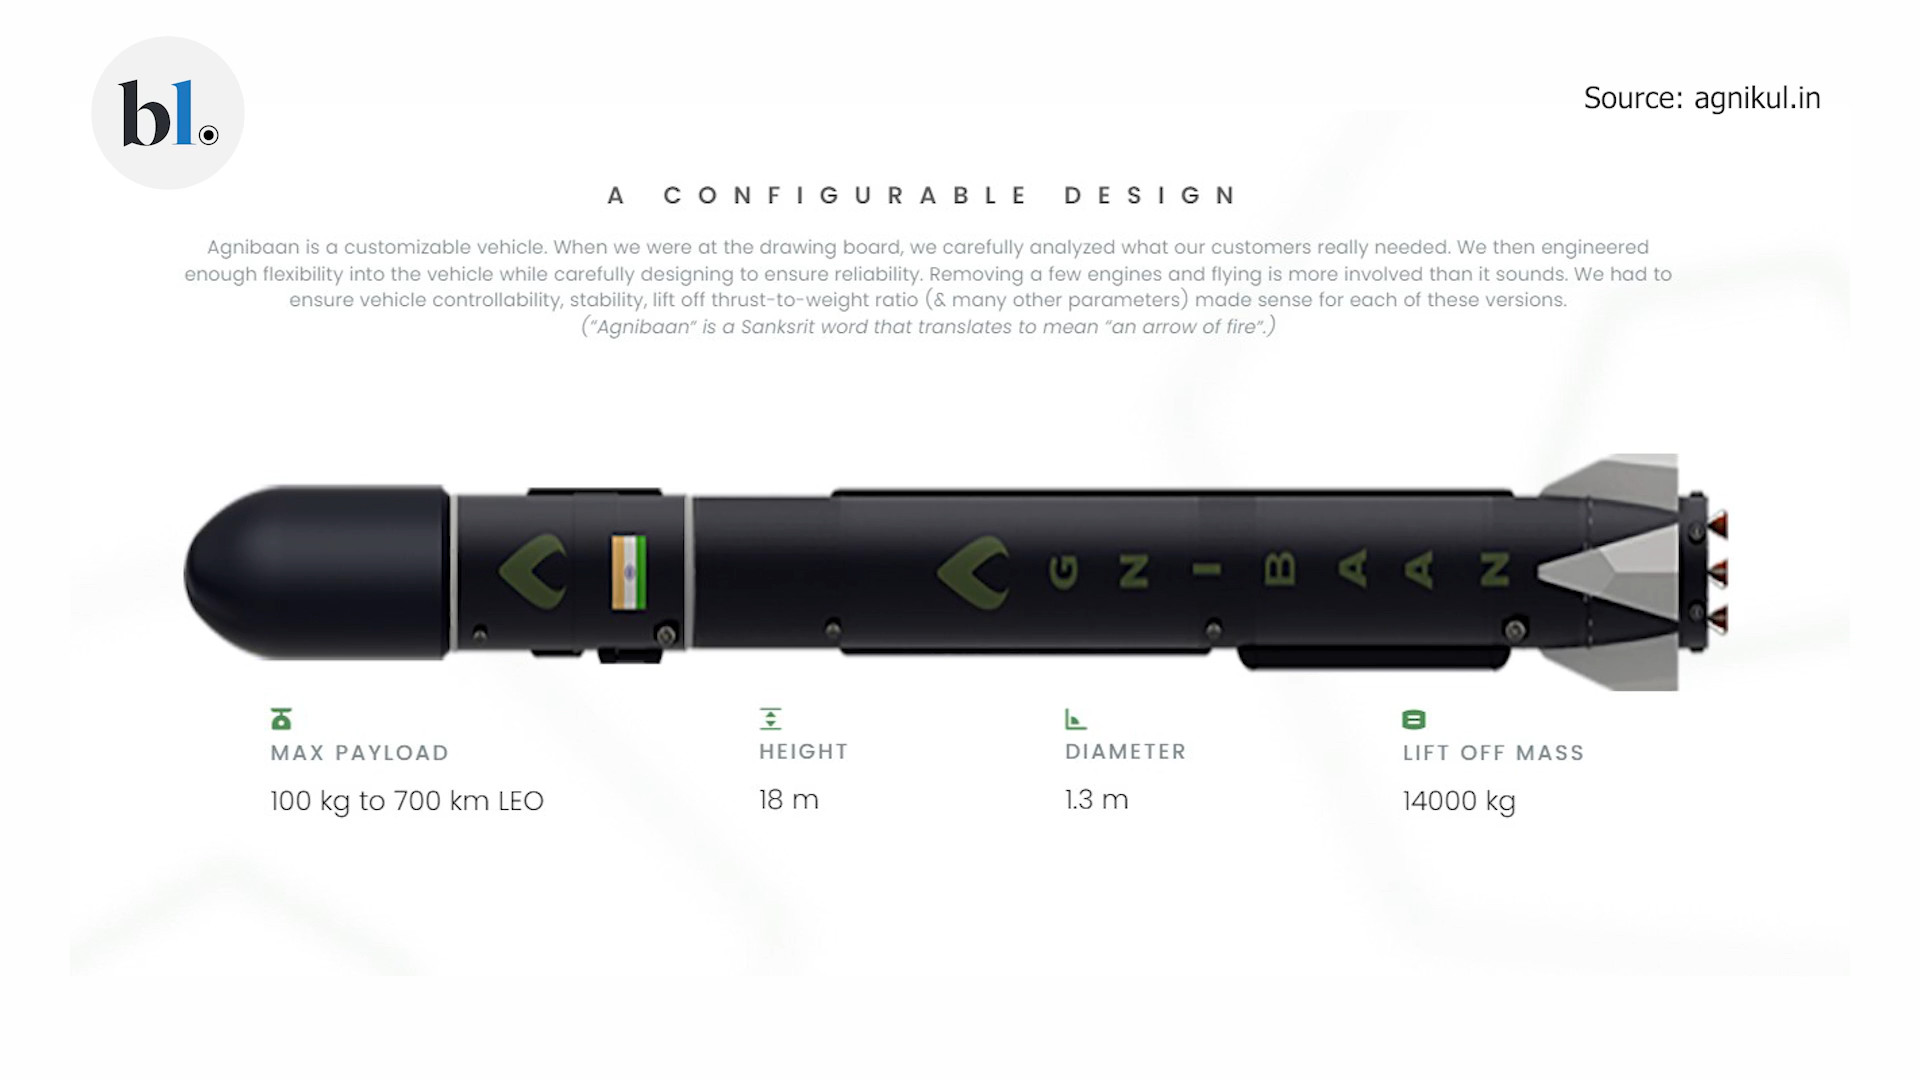 bl.
Source: agnikul.in
A CONFIGURABLE DESIGN
Agnibaan is a customizable vehicle. When we were at the drawing board, we carefully analyzed what our customers really needed. We then engineered
enough flexibility into the vehicle while carefully designing to ensure reliability. Removing a few engines and flying is more involved than it sounds. We had to
ensure vehicle controllability, stability, lift off thrust-to-weight ratio (& many other parameters) made sense for each of these versions.
("Agnibaan" is a Sanksrit word that translates to mean "an arrow of fire".)
GNIBAAN
MAX PAYLOAD
100 kg to 700 km LEO
HEIGHT
18 m
DIAMETER
1.3 m
LIFT OFF MASS
14000 kg